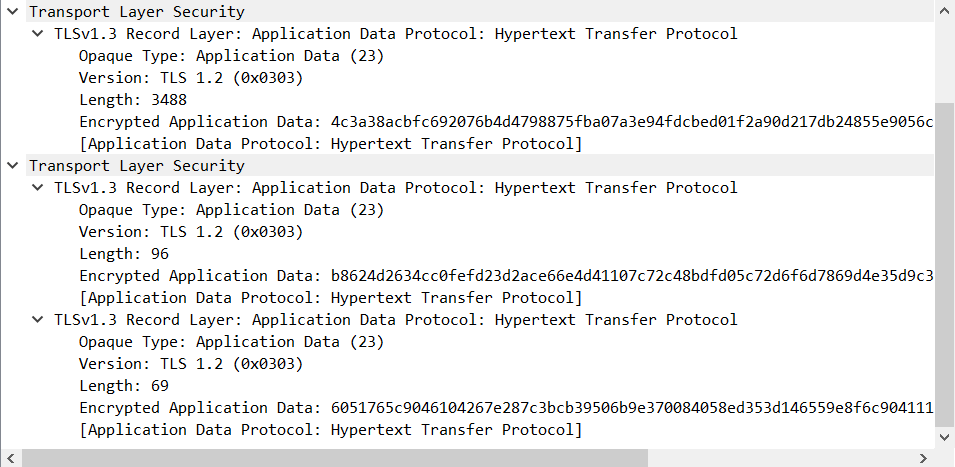 Transport Layer Security
TLSv1.3 Record Layer: Application Data Protocol: Hypertext Transfer Protocol
Opaque Type: Application Data (23)
Version: TLS 1.2 (0x0303)
Length: 3488
Encrypted Application Data: 4c3a38acbfc692076b4d4798875fba07a3e94fdcbed01f2a90d217db24855e9056c
[Application Data Protocol: Hypertext Transfer Protocol]
Transport Layer Security
TLSv1.3 Record Layer: Application Data Protocol: Hypertext Transfer Protocol
Opaque Type: Application Data (23)
Version: TLS 1.2 (0x0303)
Length: 96
Encrypted Application Data: b8624d2634cc0fefd23d2ace66e4d41107c72c48bdfd05c72d6f6d7869d4e35d9c3
[Application Data Protocol: Hypertext Transfer Protocol]
TLSv1.3 Record Layer: Application Data Protocol: Hypertext Transfer Protocol
Opaque Type: Application Data (23)
Version: TLS 1.2 (0x0303)
Length: 69
Encrypted Application Data: 6051765c9046104267e287c3bcb39506b9e370084058ed353d146559e8f6c904111
[Application Data Protocol: Hypertext Transfer Protocol]